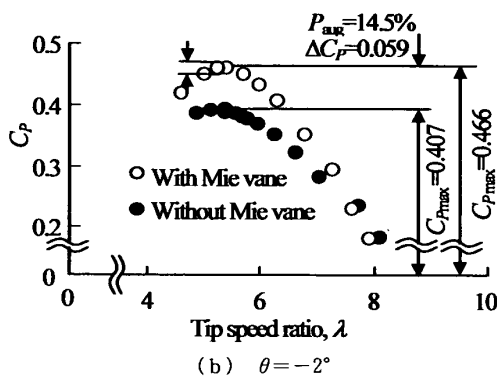 P_aug=14.5%
ΔC_P=0.059
0.5
0.4
0.3
0.2
0
C_P
With Mie vane
Without Mie vane
C_Pmax=0.407
C_Pmax=0.466
0 4 6 8 10
Tip speed ratio, λ
(b) θ=−2°